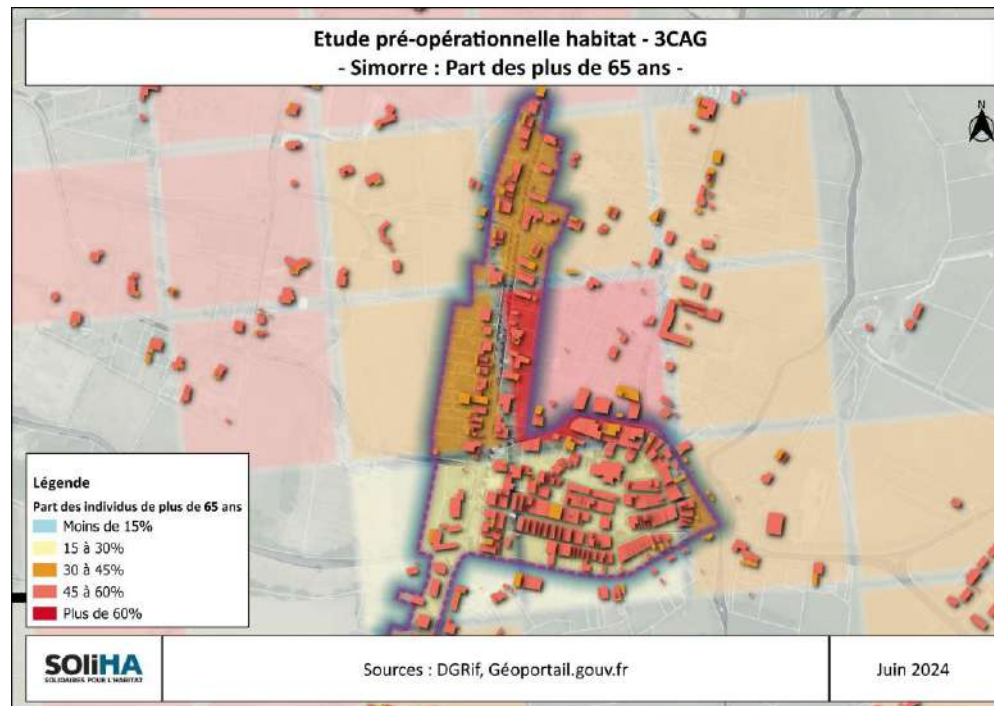 Etude pré-opérationnelle habitat - 3CAG
- Simorre : Part des plus de 65 ans -
N
Légende
Part des individus de plus de 65 ans
Moins de 15%
15 à 30%
30 à 45%
45 à 60%
Plus de 60%
SOLiHA
SOLIDAIRES POUR L'HABITAT
Sources : DGRif, Géoportail.gouv.fr
Juin 2024